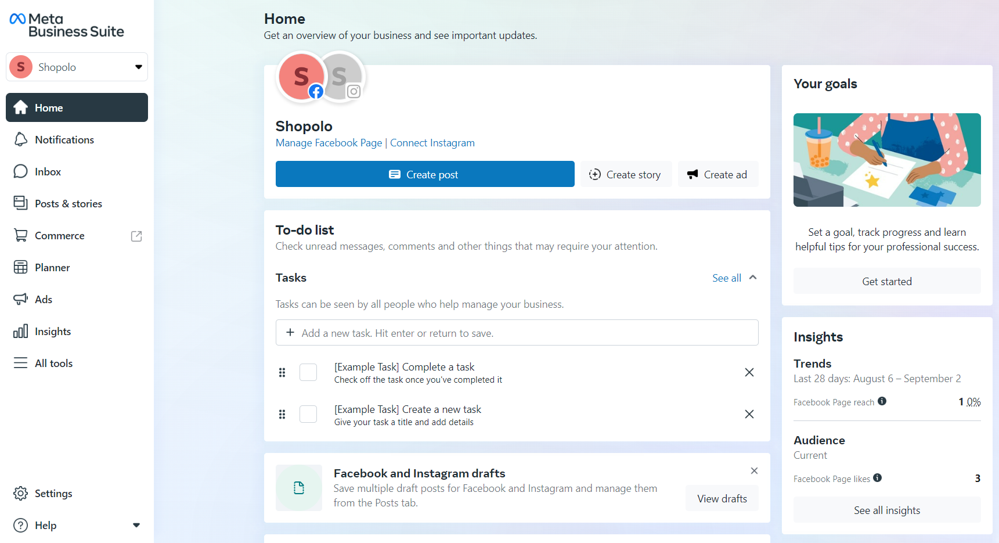 Meta
Business Suite
S
Shopolo
Home
Notifications
Inbox
Posts & stories
Commerce
Planner
Ads
Insights
All tools
Settings
Help
Home
Get an overview of your business and see important updates.
S
S
Shopolo
Manage Facebook Page | Connect Instagram
Create post
Create story
Create ad
To-do list
Check unread messages, comments and other things that may require your attention.
Tasks
See all
Tasks can be seen by all people who help manage your business.
+ Add a new task. Hit enter or return to save.
[Example Task] Complete a task
Check off the task once you've completed it
[Example Task] Create a new task
Give your task a title and add details
Facebook and Instagram drafts
Save multiple draft posts for Facebook and Instagram and manage them
from the Posts tab.
View drafts
Your goals
Set a goal, track progress and learn
helpful tips for your professional success.
Get started
Insights
Trends
Last 28 days: August 6 – September 2
Facebook Page reach
1 0%
Audience
Current
Facebook Page likes
3
See all insights